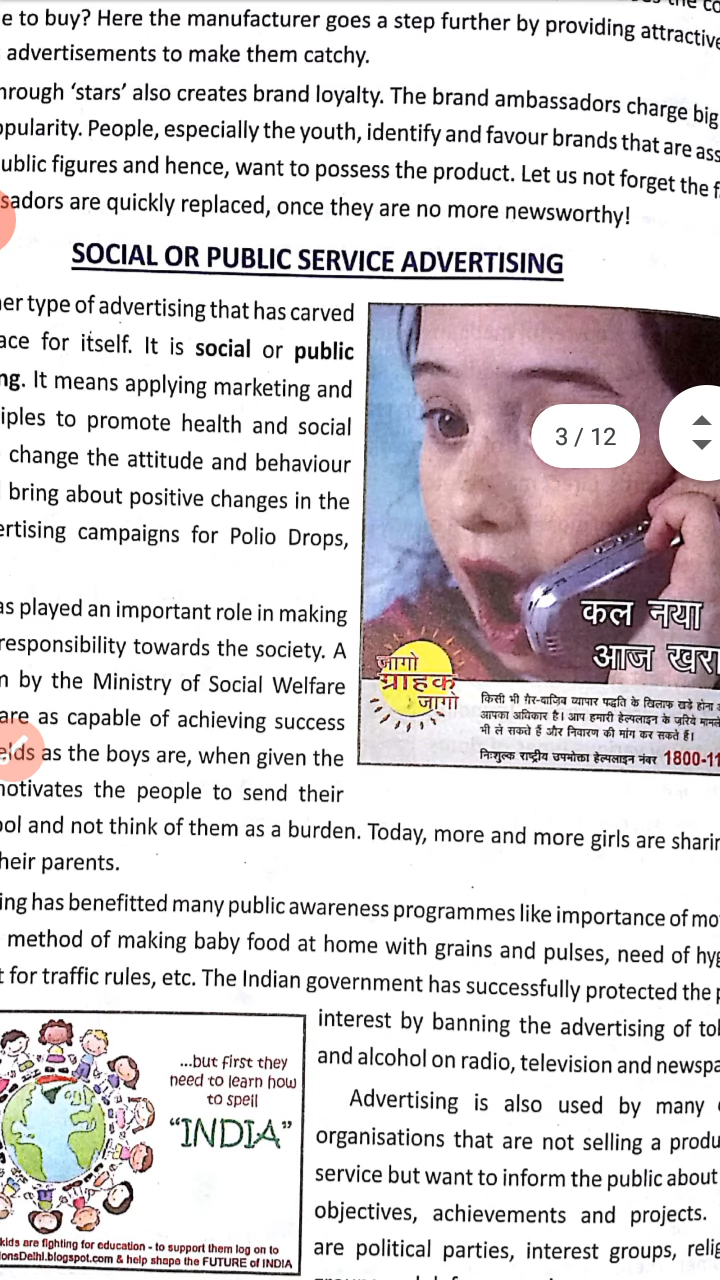 e to buy? Here the manufacturer goes a step further by providing attractive
advertisements to make them catchy.
hrough ‘stars’ also creates brand loyalty. The brand ambassadors charge big
opularity. People, especially the youth, identify and favour brands that are ass
ublic figures and hence, want to possess the product. Let us not forget the f
sadors are quickly replaced, once they are no more newsworthy!
SOCIAL OR PUBLIC SERVICE ADVERTISING
er type of advertising that has carved
ace for itself. It is social or public
ng. It means applying marketing and
iples to promote health and social
change the attitude and behaviour
bring about positive changes in the
ertising campaigns for Polio Drops,
3 / 12
as played an important role in making
responsibility towards the society. A
n by the Ministry of Social Welfare
are as capable of achieving success
elds as the boys are, when given the
notivates the people to send their
ool and not think of them as a burden. Today, more and more girls are sharin
heir parents.
कल नया
आज खरा
जागो
ग्राहक
जागो
किसी भी ग़ैर-वाजिब व्यापार पद्धति के खिलाफ खड़े होना
आपका अधिकार है। आप हमारी हेल्पलाइन के ज़रिये मामले
भी ले सकते हैं और निवारण की मांग कर सकते हैं।
निःशुल्क राष्ट्रीय उपभोक्ता हेल्पलाइन नंबर 1800-11
ing has benefitted many public awareness programmes like importance of mo
method of making baby food at home with grains and pulses, need of hyg
t for traffic rules, etc. The Indian government has successfully protected the p
interest by banning the advertising of tob
and alcohol on radio, television and newspa
...but first they
need to learn how
to spell
“INDIA”
kids are fighting for education - to support them log on to
onsDelhi.blogspot.com & help shape the FUTURE of INDIA
Advertising is also used by many
organisations that are not selling a produ
service but want to inform the public about
objectives, achievements and projects.
are political parties, interest groups, relig